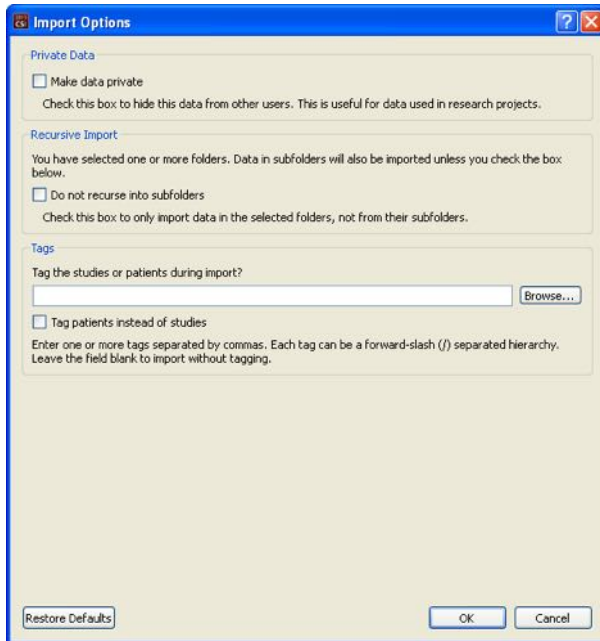 Import Options
Private Data
Make data private
Check this box to hide this data from other users. This is useful for data used in research projects.
Recursive Import
You have selected one or more folders. Data in subfolders will also be imported unless you check the box
below.
Do not recurse into subfolders
Check this box to only import data in the selected folders, not from their subfolders.
Tags
Tag the studies or patients during import?
Browse...
Tag patients instead of studies
Enter one or more tags separated by commas. Each tag can be a forward-slash (/) separated hierarchy.
Leave the field blank to import without tagging.
Restore Defaults
OK
Cancel